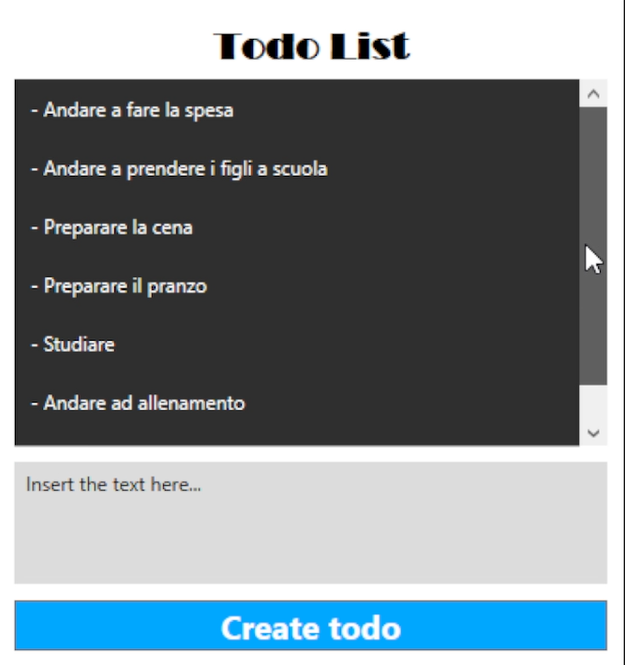 Todo List
- Andare a fare la spesa
- Andare a prendere i figli a scuola
- Preparare la cena
- Preparare il pranzo
- Studiare
- Andare ad allenamento
Insert the text here...
Create todo